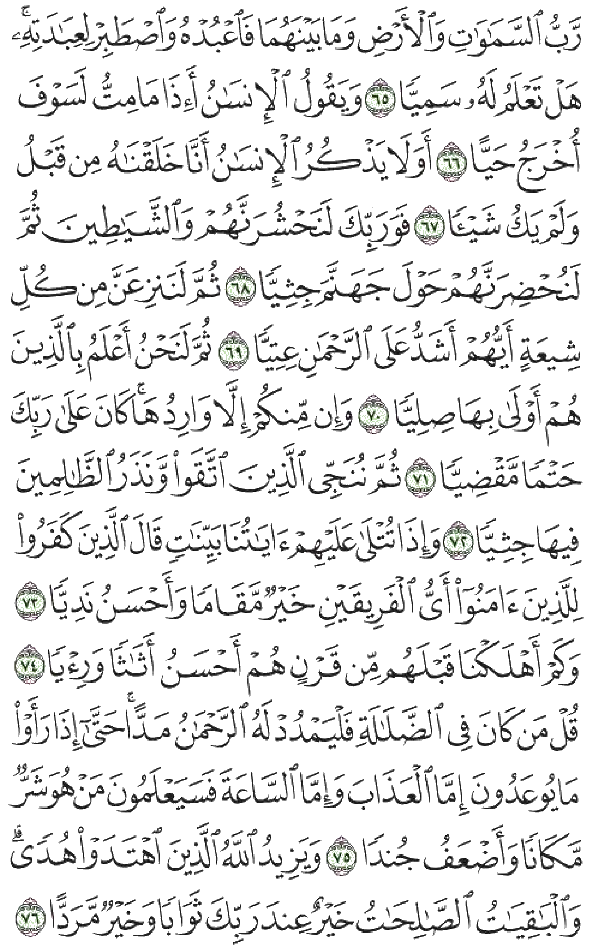 رَّبُّ ٱلسَّمَٰوَٰتِ وَٱلْأَرْضِ وَمَا بَيْنَهُمَا فَٱعْبُدْهُ وَٱصْطَبِرْ لِعِبَٰدَتِهِۦۚ
هَلْ تَعْلَمُ لَهُۥ سَمِيًّا ٦٥ وَيَقُولُ ٱلْإِنسَٰنُ أَءِذَا مَا مِتُّ لَسَوْفَ
أُخْرَجُ حَيًّا ٦٦ أَوَلَا يَذْكُرُ ٱلْإِنسَٰنُ أَنَّا خَلَقْنَٰهُ مِن قَبْلُ
وَلَمْ يَكُ شَيْـًٔا ٦٧ فَوَرَبِّكَ لَنَحْشُرَنَّهُمْ وَٱلشَّيَٰطِينَ ثُمَّ
لَنُحْضِرَنَّهُمْ حَوْلَ جَهَنَّمَ جِثِيًّا ٦٨ ثُمَّ لَنَنزِعَنَّ مِن كُلِّ
شِيعَةٍ أَيُّهُمْ أَشَدُّ عَلَى ٱلرَّحْمَٰنِ عِتِيًّا ٦٩ ثُمَّ لَنَحْنُ أَعْلَمُ بِٱلَّذِينَ
هُمْ أَوْلَىٰ بِهَا صِلِيًّا ٧٠ وَإِن مِّنكُمْ إِلَّا وَارِدُهَاۚ كَانَ عَلَىٰ رَبِّكَ
حَتْمًا مَّقْضِيًّا ٧١ ثُمَّ نُنَجِّى ٱلَّذِينَ ٱتَّقَوا۟ وَّنَذَرُ ٱلظَّٰلِمِينَ
فِيهَا جِثِيًّا ٧٢ وَإِذَا تُتْلَىٰ عَلَيْهِمْ ءَايَٰتُنَا بَيِّنَٰتٍ قَالَ ٱلَّذِينَ كَفَرُوا۟
لِلَّذِينَ ءَامَنُوٓا۟ أَىُّ ٱلْفَرِيقَيْنِ خَيْرٌ مَّقَامًا وَأَحْسَنُ نَدِيًّا ٧٣
وَكَمْ أَهْلَكْنَا قَبْلَهُم مِّن قَرْنٍ هُمْ أَحْسَنُ أَثَٰثًا وَرِءْيًا ٧٤
قُلْ مَن كَانَ فِى ٱلضَّلَٰلَةِ فَلْيَمْدُدْ لَهُ ٱلرَّحْمَٰنُ مَدًّاۚ حَتَّىٰٓ إِذَا رَأَوْا۟
مَا يُوعَدُونَ إِمَّا ٱلْعَذَابَ وَإِمَّا ٱلسَّاعَةَ فَسَيَعْلَمُونَ مَنْ هُوَ شَرٌّ
مَّكَانًا وَأَضْعَفُ جُندًا ٧٥ وَيَزِيدُ ٱللَّهُ ٱلَّذِينَ ٱهْتَدَوْا۟ هُدًىۗ
وَٱلْبَٰقِيَٰتُ ٱلصَّٰلِحَٰتُ خَيْرٌ عِندَ رَبِّكَ ثَوَابًا وَخَيْرٌ مَّرَدًّا ٧٦